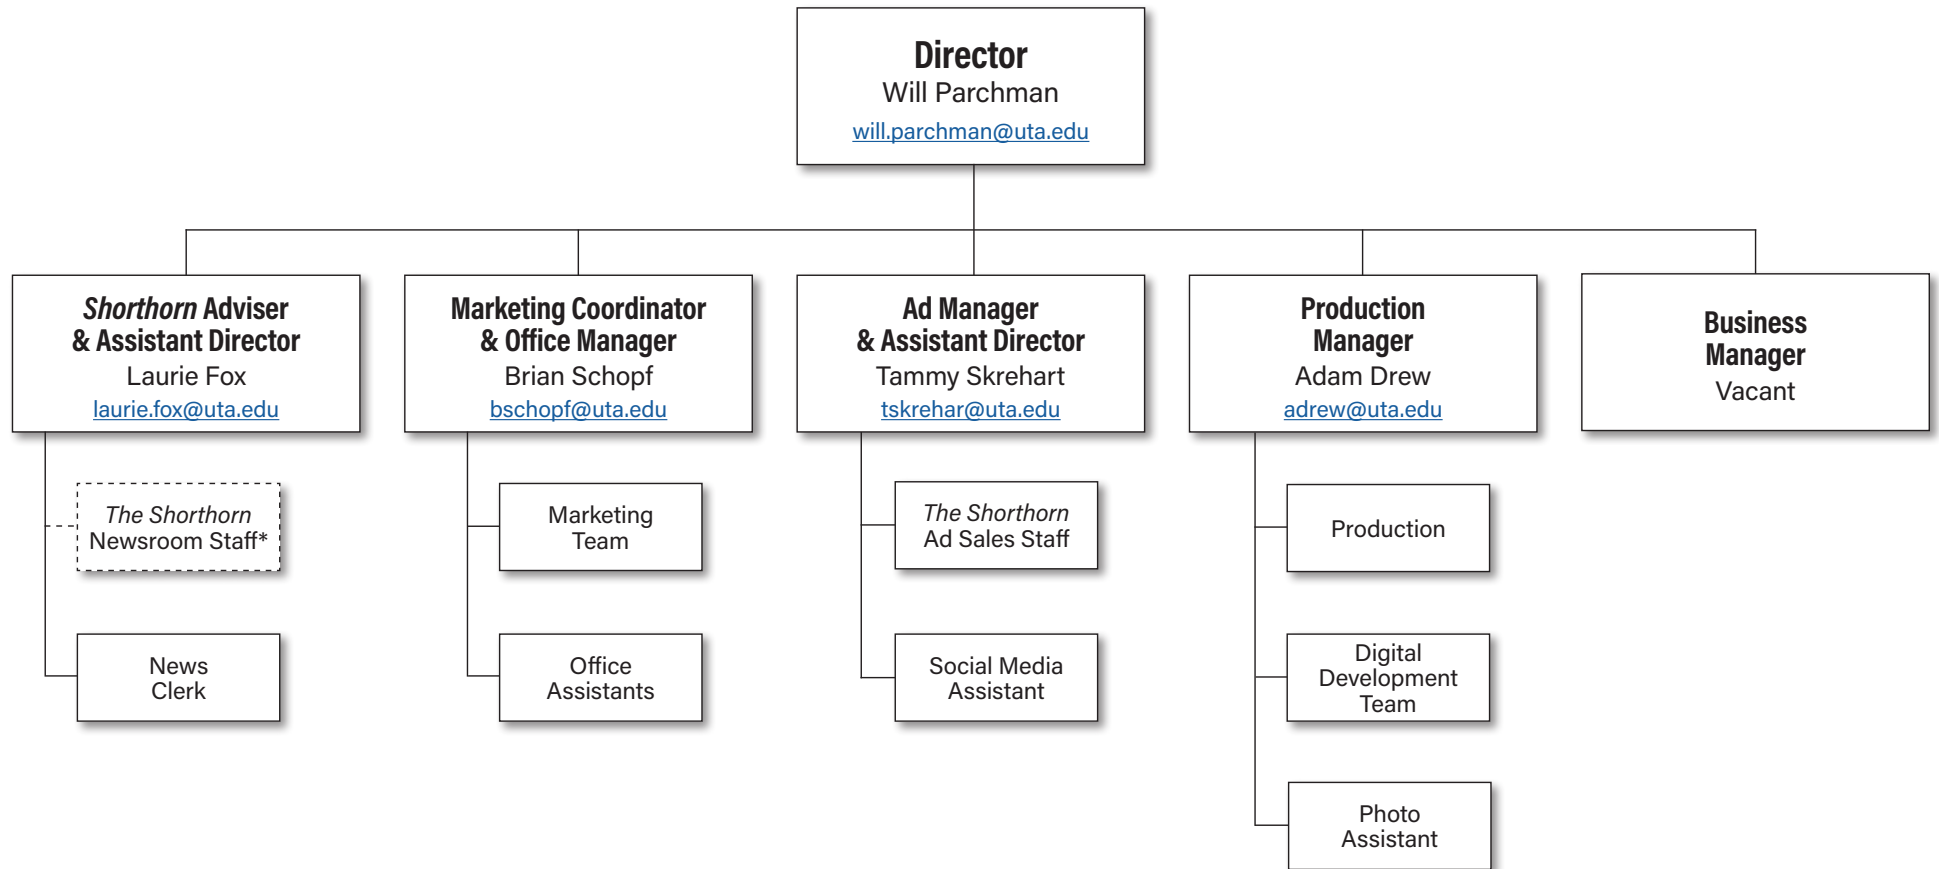 Director
Will Parchman
will.parchman@uta.edu
Shorthorn Adviser
& Assistant Director
Laurie Fox
laurie.fox@uta.edu
Marketing Coordinator
& Office Manager
Brian Schopf
bschopf@uta.edu
Ad Manager
& Assistant Director
Tammy Skrehart
tskrehar@uta.edu
Production
Manager
Adam Drew
adrew@uta.edu
Business
Manager
Vacant
The Shorthorn
Newsroom Staff*
News
Clerk
Marketing
Team
Office
Assistants
The Shorthorn
Ad Sales Staff
Social Media
Assistant
Production
Digital
Development
Team
Photo
Assistant